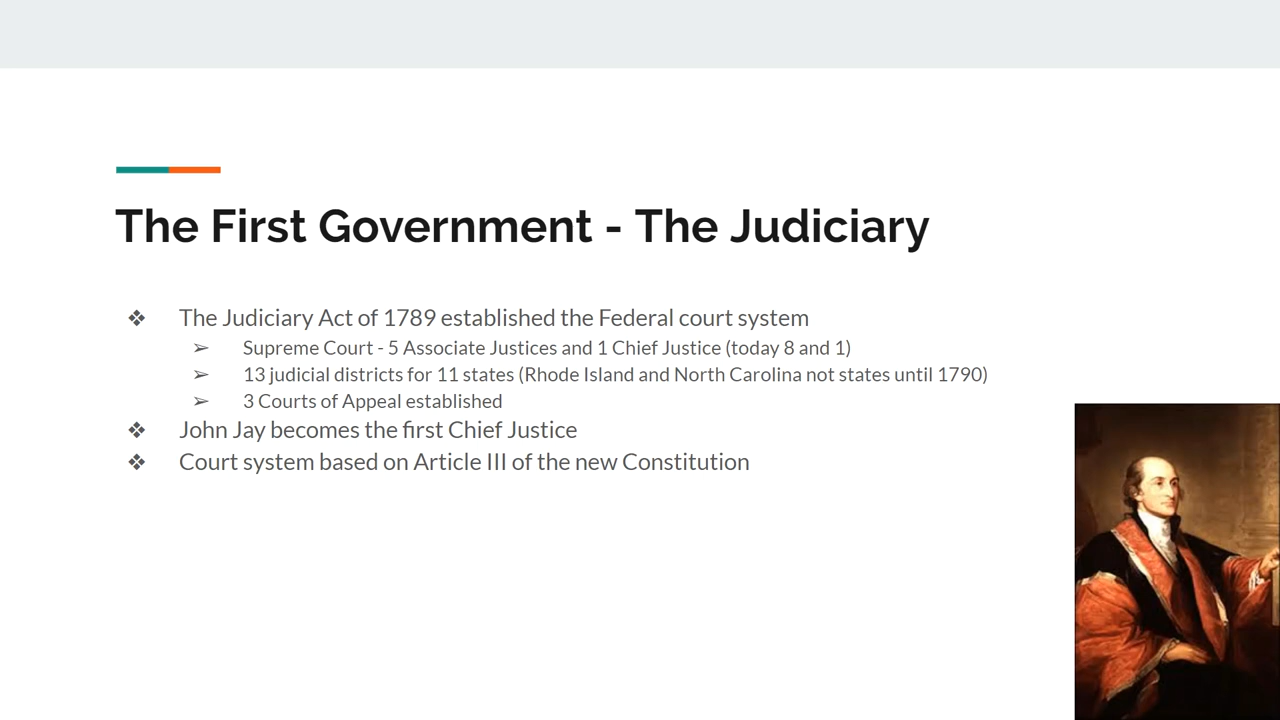 The First Government - The Judiciary
❖ The Judiciary Act of 1789 established the Federal court system
➢ Supreme Court - 5 Associate Justices and 1 Chief Justice (today 8 and 1)
➢ 13 judicial districts for 11 states (Rhode Island and North Carolina not states until 1790)
➢ 3 Courts of Appeal established
❖ John Jay becomes the first Chief Justice
❖ Court system based on Article III of the new Constitution